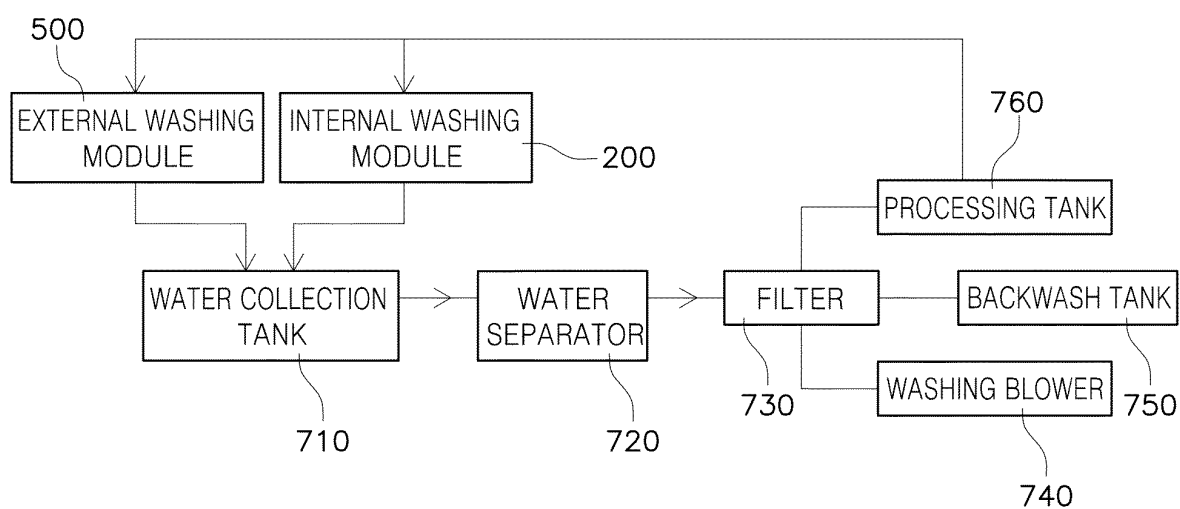 500
EXTERNAL WASHING
MODULE
INTERNAL WASHING
MODULE
200
760
PROCESSING TANK
WATER COLLECTION
TANK
710
WATER
SEPARATOR
720
FILTER
730
BACKWASH TANK
750
WASHING BLOWER
740